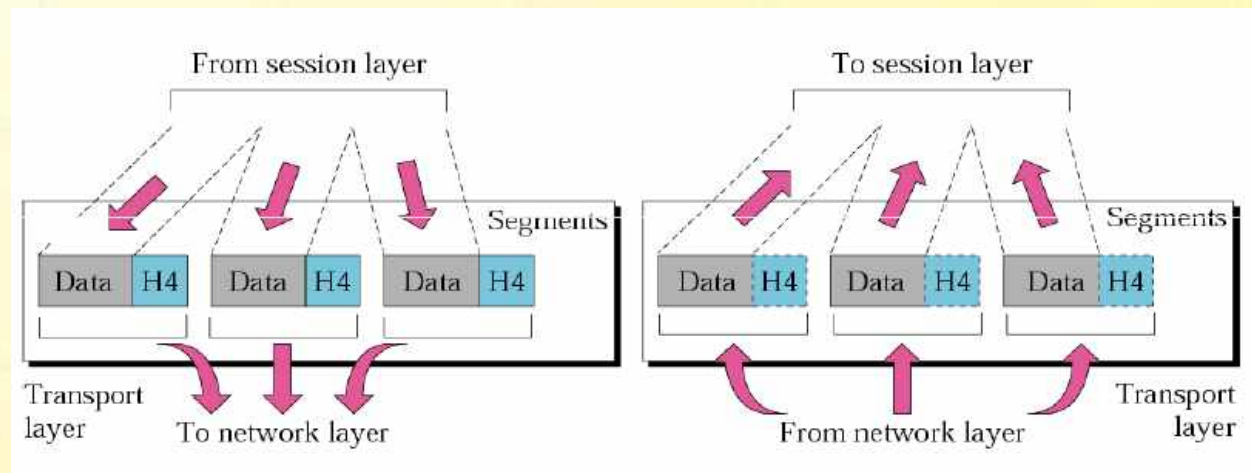 From session layer
Segments
Data H4 Data H4 Data H4
Transport
layer
To network layer
To session layer
Segments
Data H4 Data H4 Data H4
From network layer
Transport
layer